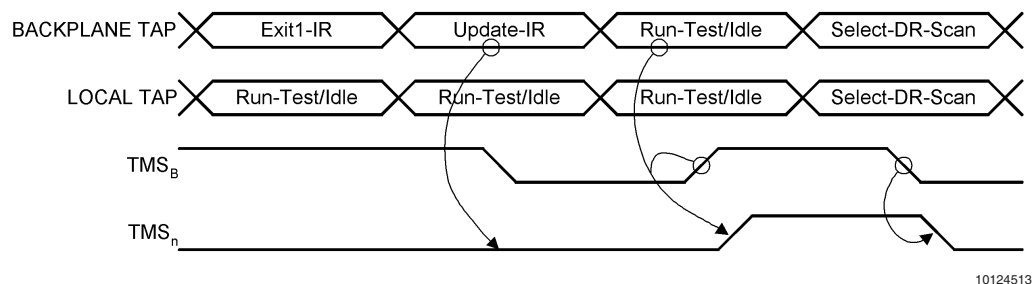 BACKPLANE TAP Exit1-IR Update-IR Run-Test/Idle Select-DR-Scan
LOCAL TAP Run-Test/Idle Run-Test/Idle Run-Test/Idle Select-DR-Scan
TMSB
TMSn
10124513